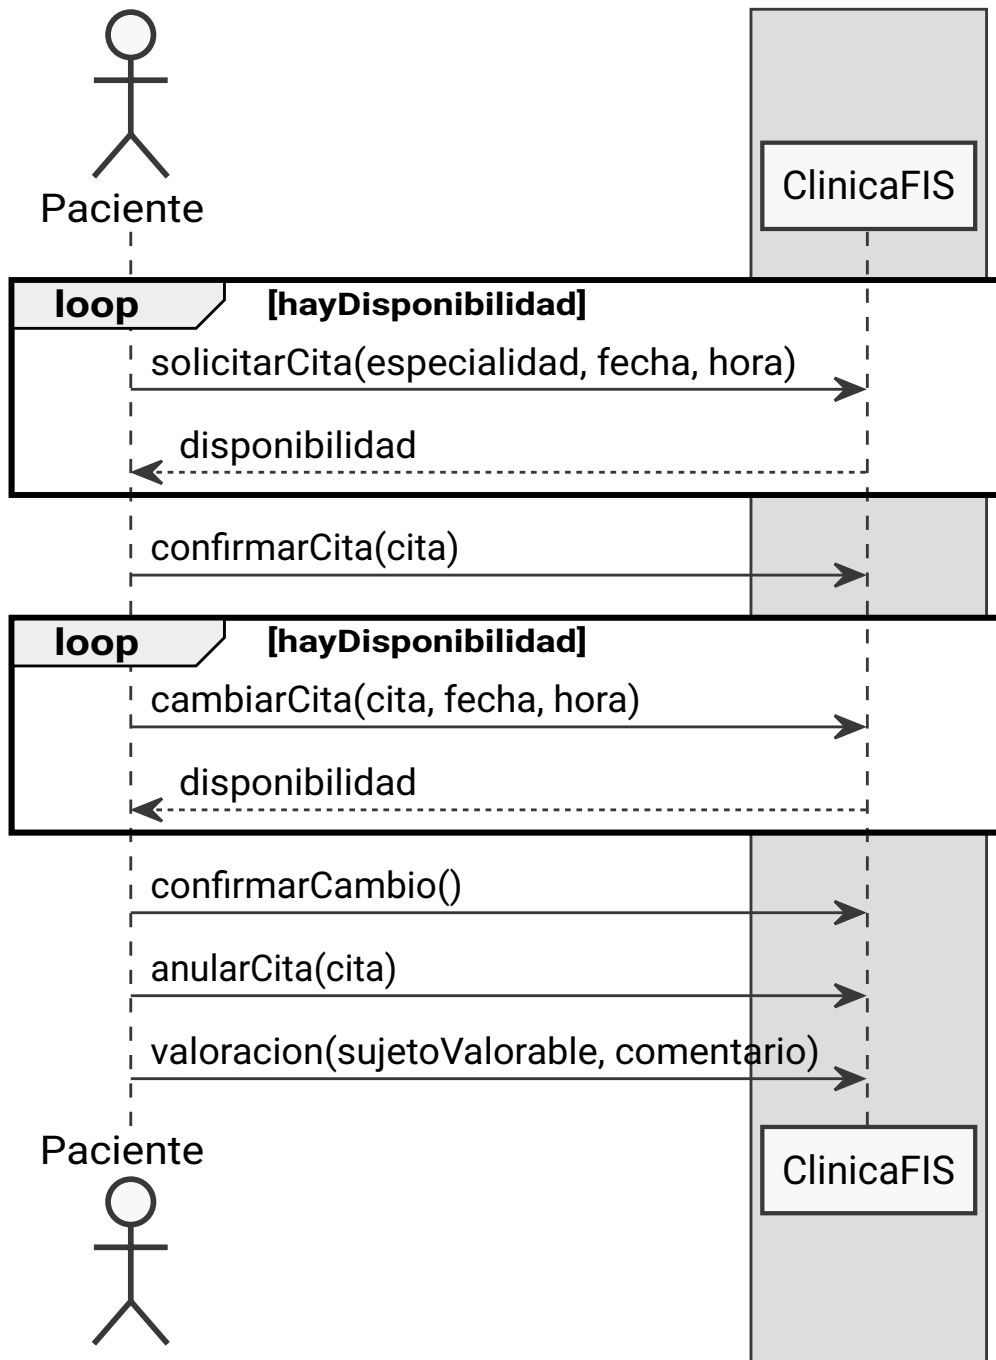 Paciente
ClinicaFIS
loop
[hayDisponibilidad]
solicitarCita(especialidad, fecha, hora)
disponibilidad
confirmarCita(cita)
loop
[hayDisponibilidad]
cambiarCita(cita, fecha, hora)
disponibilidad
confirmarCambio()
anularCita(cita)
valoracion(sujetoValorable, comentario)
Paciente
ClinicaFIS